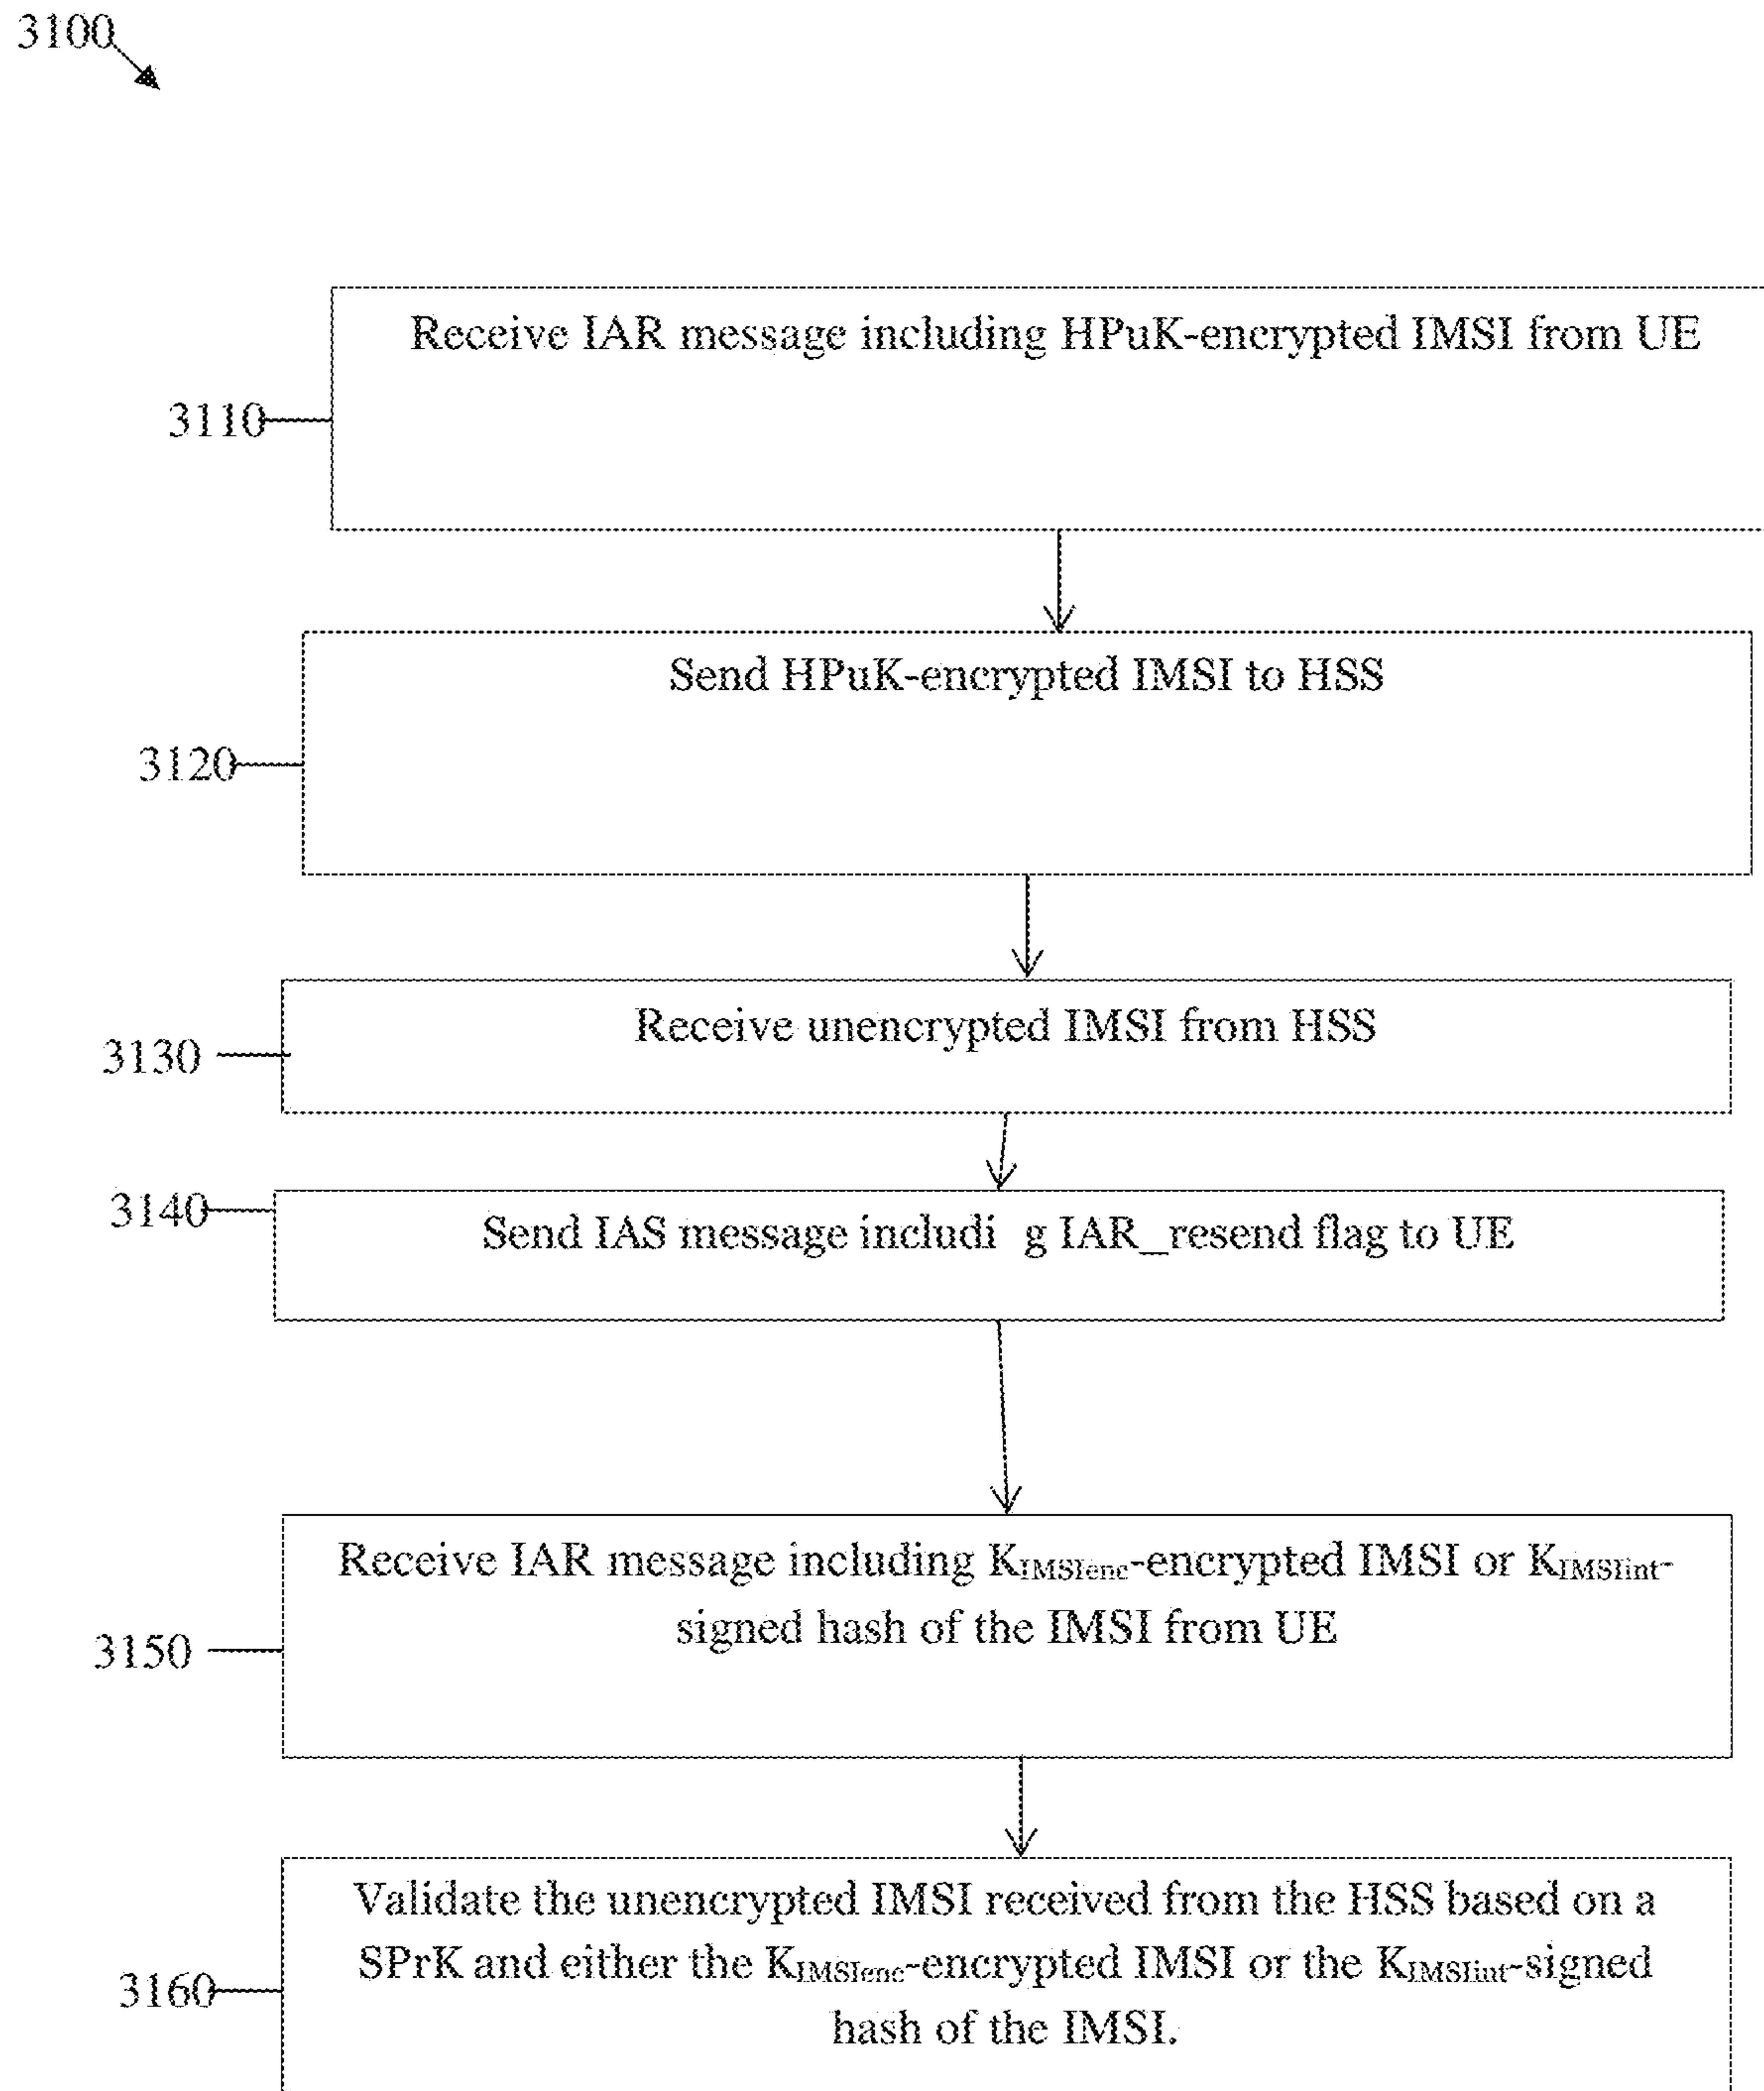 3100
Receive IAR message including HPuK-encrypted IMSI from UE
3110
Send HPuK-encrypted IMSI to HSS
3120
Receive unencrypted IMSI from HSS
3130
3140
Send IAS message includi g IAR_resend flag to UE
Receive IAR message including KIMSIenc-encrypted IMSI or KIMSIint-
signed hash of the IMSI from UE
3150
Validate the unencrypted IMSI received from the HSS based on a
SPrK and either the KIMSIenc-encrypted IMSI or the KIMSIint-signed
3160
hash of the IMSI.